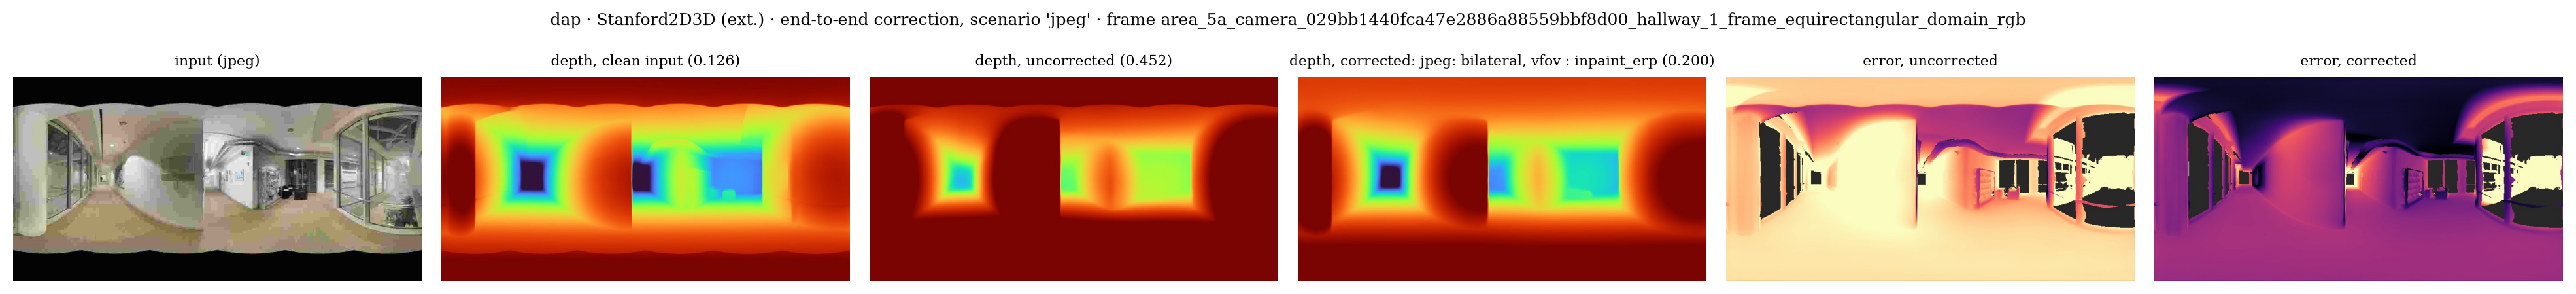 dap · Stanford2D3D (ext.) · end-to-end correction, scenario 'jpeg' · frame area_5a_camera_029bb1440fca47e2886a88559bbf8d00_hallway_1_frame_equirectangular_domain_rgb
input (jpeg)
depth, clean input (0.126)
depth, uncorrected (0.452)
depth, corrected: jpeg: bilateral, vfov : inpaint_erp (0.200)
error, uncorrected
error, corrected